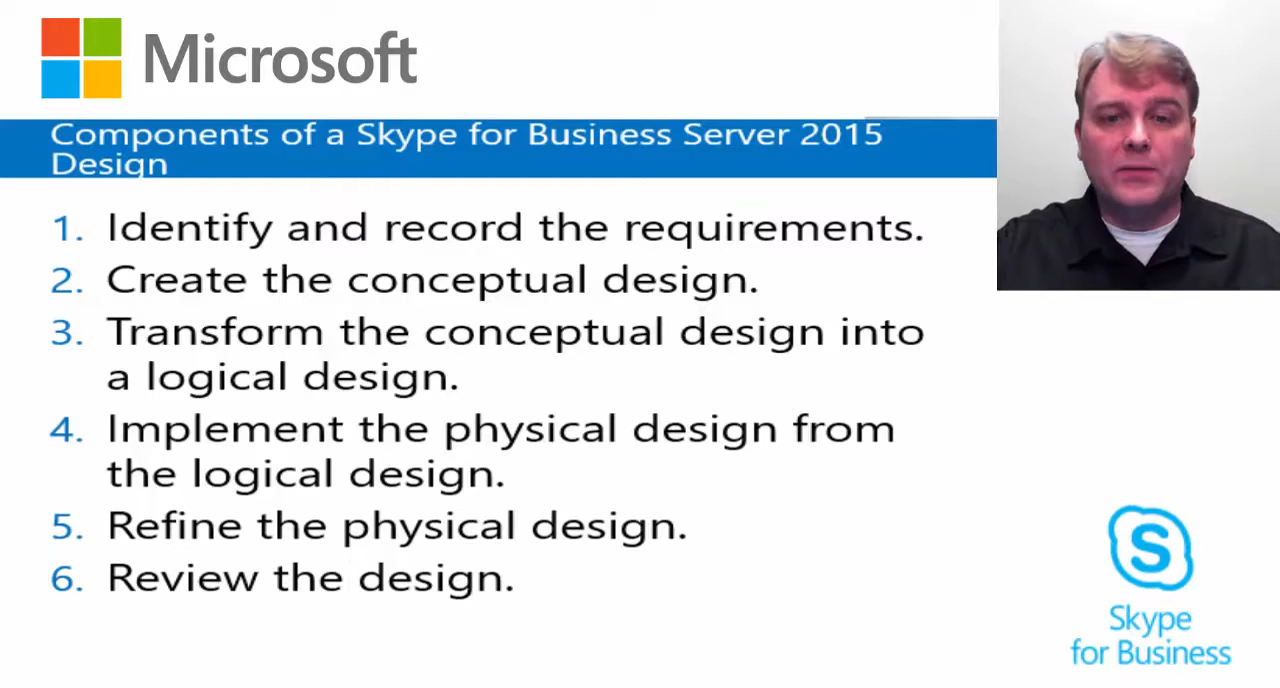 Microsoft
Components of a Skype for Business Server 2015
Design
1. Identify and record the requirements.
2. Create the conceptual design.
3. Transform the conceptual design into
a logical design.
4. Implement the physical design from
the logical design.
5. Refine the physical design.
6. Review the design.
S
Skype
for Business